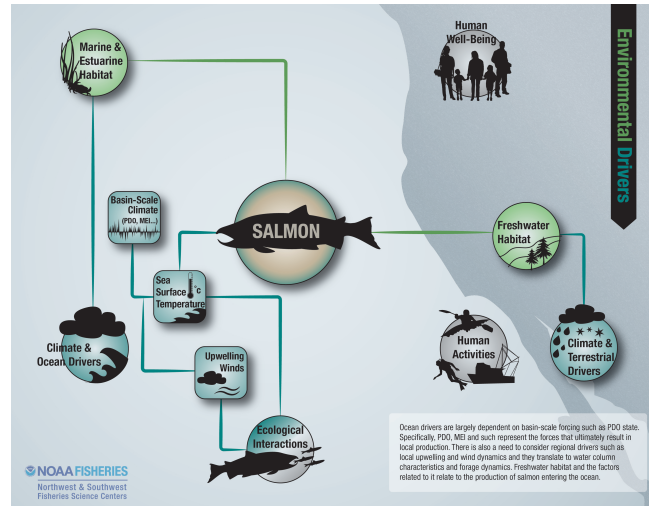 Marine &
Estuarine
Habitat
Human
Well-Being
Environmental Drivers
Basin-Scale
Climate
(PDO, MEI...)
SALMON
Freshwater
Habitat
Sea
Surface
Temperature
°c
Climate &
Ocean Drivers
Upwelling
Winds
Human
Activities
Climate &
Terrestrial
Drivers
Ecological
Interactions
Ocean drivers are largely dependent on basin-scale forcing such as PDO state.
Specifically, PDO, MEI and such represent the forces that ultimately result in
local production. There is also a need to consider regional drivers such as
local upwelling and wind dynamics and they translate to water column
characteristics and forage dynamics. Freshwater habitat and the factors
related to it relate to the production of salmon entering the ocean.
NOAA FISHERIES
Northwest & Southwest
Fisheries Science Centers